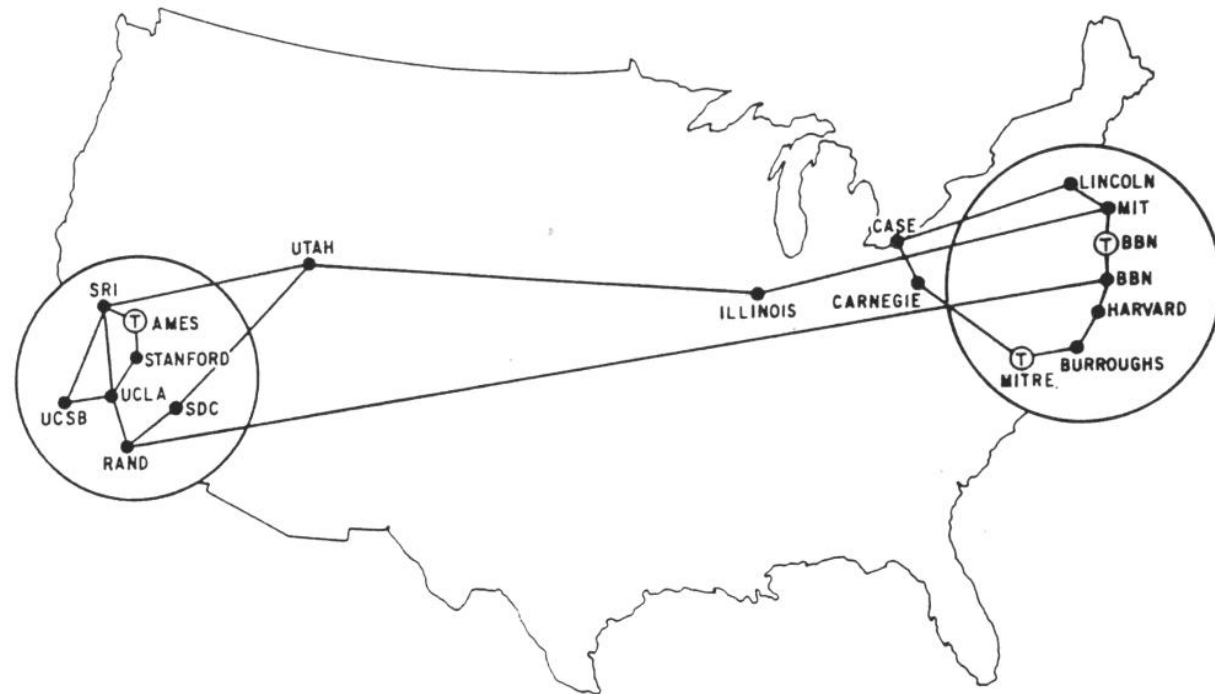 LINCOLN
MIT
CASE
T BBN
UTAH
BBN
SRI
ILLINOIS
CARNEGIE
HARVARD
T AMES
STANFORD
T
BURROUGHS
MITRE
UCLA
SDC
UCSB
RAND